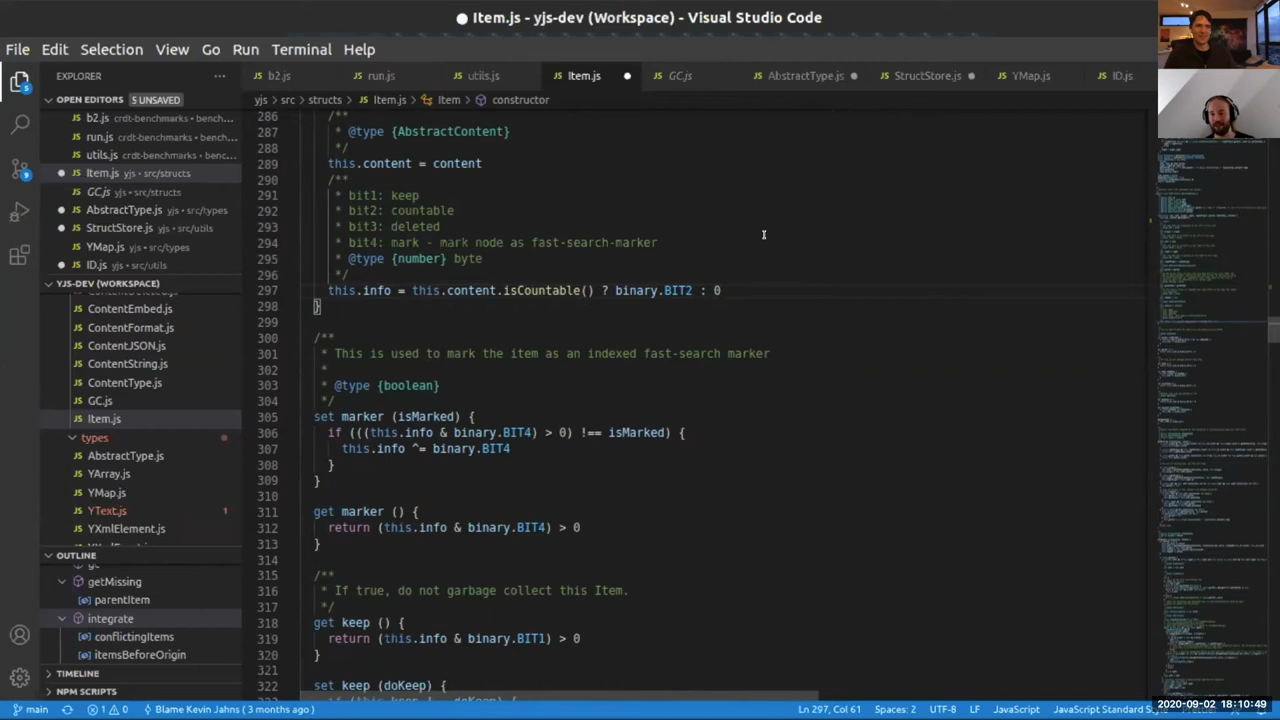 ● Item.js - yjs-dev (Workspace) - Visual Studio Code
File Edit Selection View Go Run Terminal Help
EXPLORER
OPEN EDITORS 5 UNSAVED
b2.js crdt-benchmarks • bench...
run.js crdt-benchmarks • benc...
utils.js crdt-benchmarks • benc...
Item.js yjs • src/structs
GC.js yjs • src/structs
AbstractType.js yjs • src/types
StructStore.js yjs • src/utils
YMap.js yjs • src/types
ID.js yjs • src/utils
YJS-DEV (WORKSPACE)
ContentEmbed.js
ContentFormat.js
ContentJSON.js
ContentString.js
ContentType.js
GC.js
Item.js
types
AbstractType.js
YArray.js
YMap.js
YText.js 1
YXmlElement.js
OUTLINE
gc
getMissing
parentItem
integrate
conflictingItems
itemsBeforeOrigin
TIMELINE
NPM SCRIPTS
b2.js run.js utils.js Item.js GC.js AbstractType.js StructStore.js YMap.js ID.js
yjs > src > structs > Item.js > Item > constructor
286 /**
287 * @type {AbstractContent}
288 */
289 this.content = content
290 /**
291 * bit1: keep
292 * bit2: countable
293 * bit3: deleted
294 * bit4: mark - mark node as fast-search-marker
295 * @type {number} byte
296 */
297 this.info = this.content.isCountable() ? binary.BIT2 : 0
298 }
299
300 /**
301 * This is used to mark the item as an indexed fast-search marker
302 *
303 * @type {boolean}
304 */
305 set marker (isMarked) {
306 if (((this.info & binary.BIT4) > 0) !== isMarked) {
307 this.info ^= binary.BIT4
308 }
309 }
310
311 get marker () {
312 return (this.info & binary.BIT4) > 0
313 }
314
315 /**
316 * If true, do not garbage collect this Item.
317 */
318 get keep () {
319 return (this.info & binary.BIT1) > 0
320 }
321
322 set keep (doKeep) {
main 1 0 Blame Kevin Jahns ( 3 months ago ) Ln 297, Col 61 Spaces: 2 UTF-8 LF JavaScript JavaScript Standard
2020-09-02 18:10:49